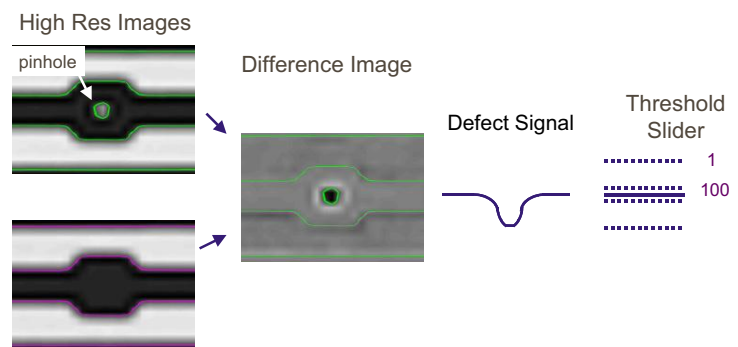 High Res Images
pinhole
Difference Image
Defect Signal
Threshold
Slider
1
100